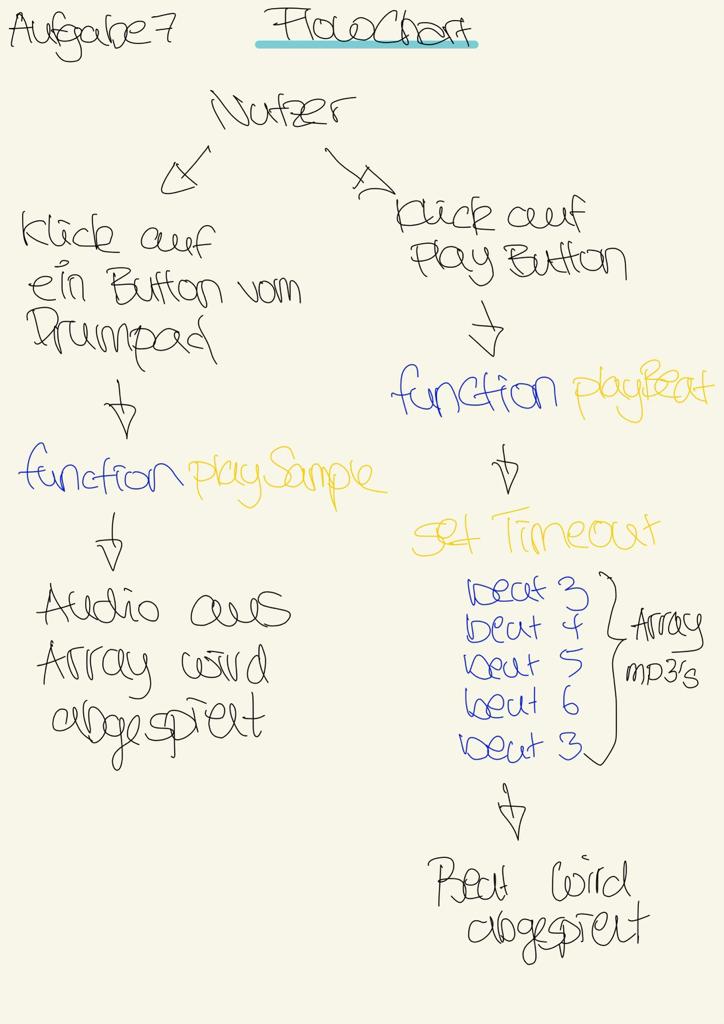 Aufgabe 7
FlowChart
Nutzer
Klick auf
ein Button vom
Drumpad
function playSample
Audio aus
Array wird
abgespielt
klick auf
Play Button
function playBeat
set Timeout
beat 3
beat 4
beat 5
beat 6
beat 3
Array
mp3's
Beat wird
abgespielt